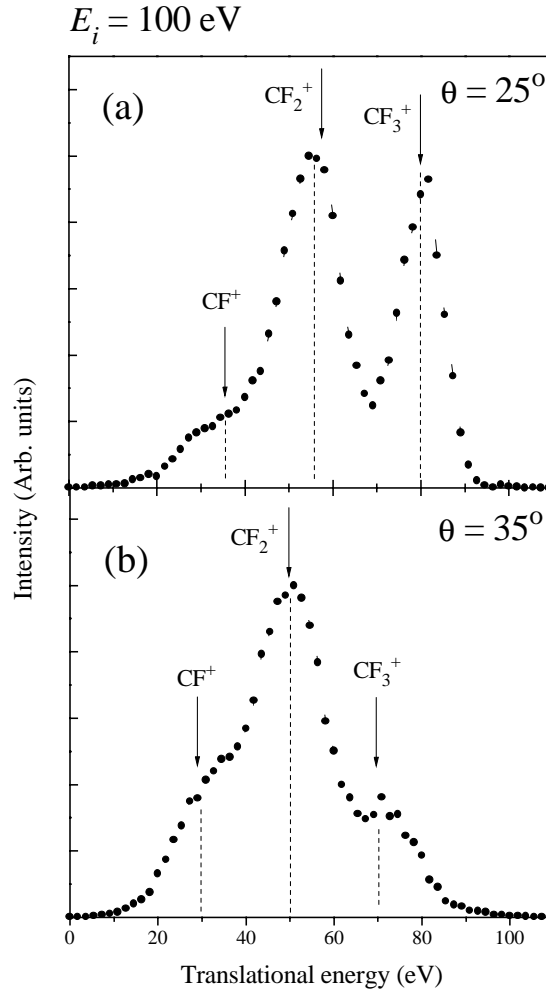 E_i = 100 eV
(a)
θ = 25°
CF₂⁺
CF₃⁺
CF⁺
Intensity (Arb. units)
(b)
θ = 35°
CF₂⁺
CF⁺
CF₃⁺
0 20 40 60 80 100
Translational energy (eV)